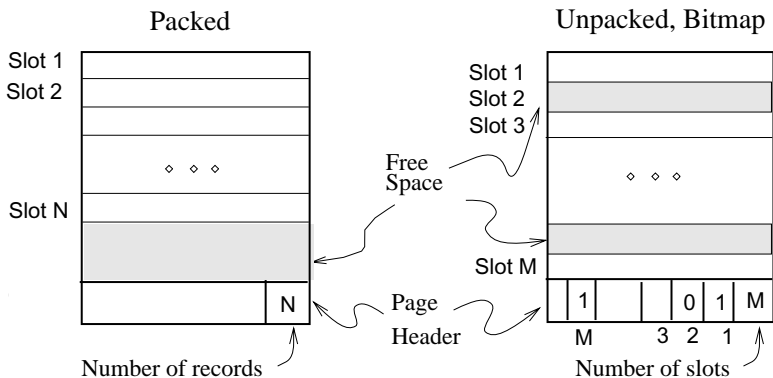 Packed
Slot 1
Slot 2
Slot N
N
Number of records
Free
Space
Page
Header
Unpacked, Bitmap
Slot 1
Slot 2
Slot 3
Slot M
1 0 1 M
M 3 2 1
Number of slots